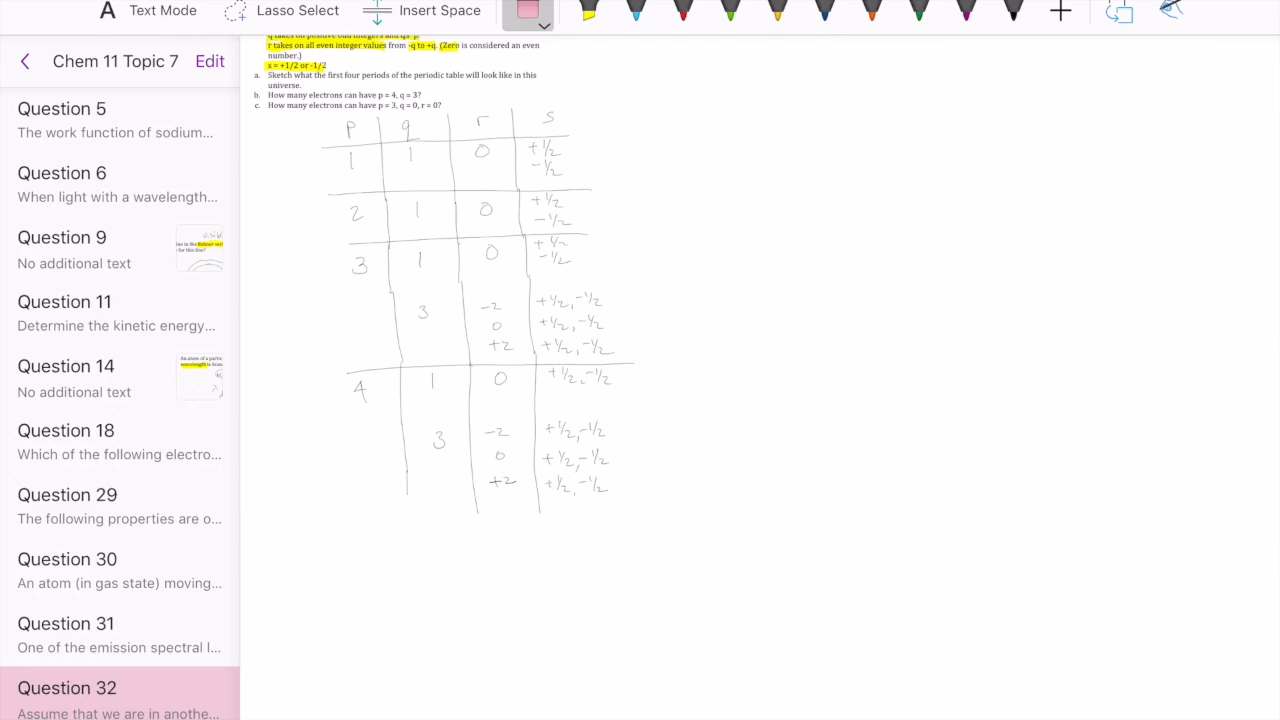 A Text Mode Lasso Select Insert Space
Chem 11 Topic 7 Edit
Question 5
The work function of sodium...
Question 6
When light with a wavelength...
Question 9
No additional text
Question 11
Determine the kinetic energy...
Question 14
No additional text
Question 18
Which of the following electro...
Question 29
The following properties are o...
Question 30
An atom (in gas state) moving...
Question 31
One of the emission spectral l...
Question 32
Assume that we are in anothe...
q takes on positive odd integers and q≤ p.
r takes on all even integer values from -q to +q. (Zero is considered an even
number.)
s = +1/2 or -1/2
a. Sketch what the first four periods of the periodic table will look like in this
universe.
b. How many electrons can have p = 4, q = 3?
c. How many electrons can have p = 3, q = 0, r = 0?
p q r s
1 1 0 +1/2
-1/2
2 1 0 +1/2
-1/2
3 1 0 +1/2
-1/2
3 -2 +1/2, -1/2
0 +1/2, -1/2
+2 +1/2, -1/2
4 1 0 +1/2, -1/2
3 -2 +1/2, -1/2
0 +1/2, -1/2
+2 +1/2, -1/2